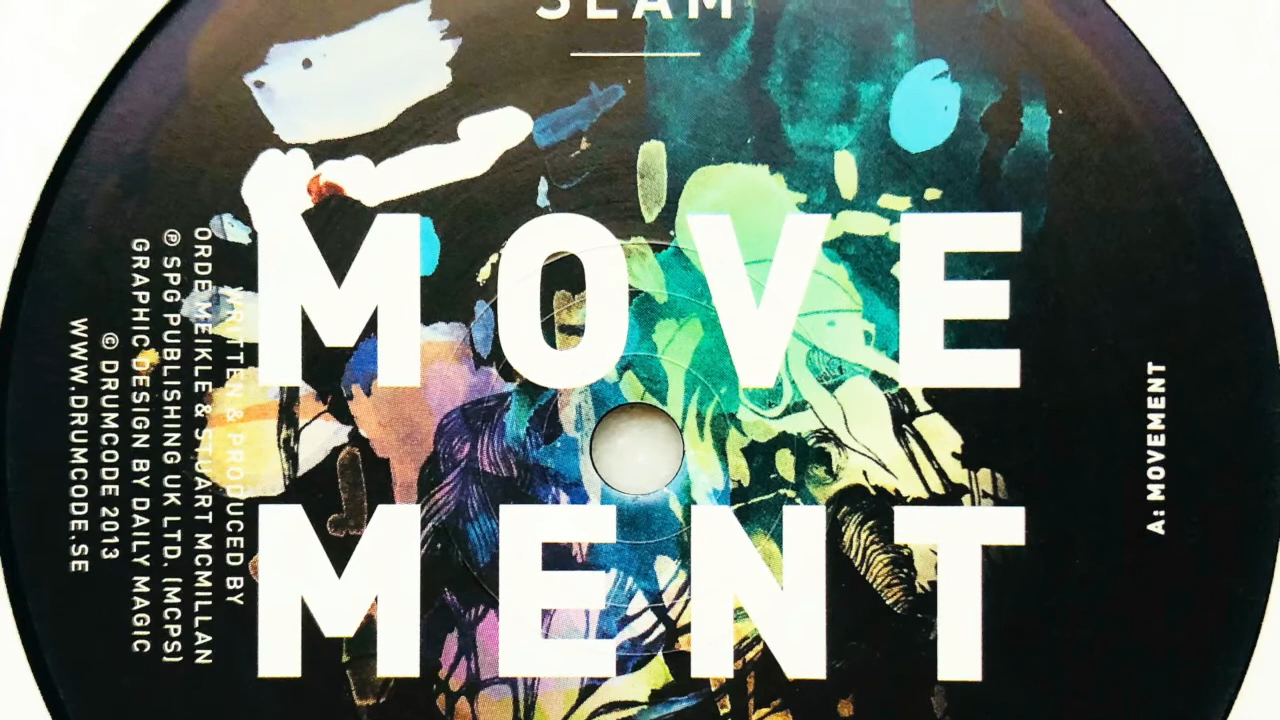 SLAM
MOVE
MENT
WRITTEN & PRODUCED BY
ORDE MEIKLE & STUART MCMILLAN
℗ SPG PUBLISHING UK LTD. (MCPS)
GRAPHIC DESIGN BY DAILY MAGIC
© DRUMCODE 2013
WWW.DRUMCODE.SE
A: MOVEMENT